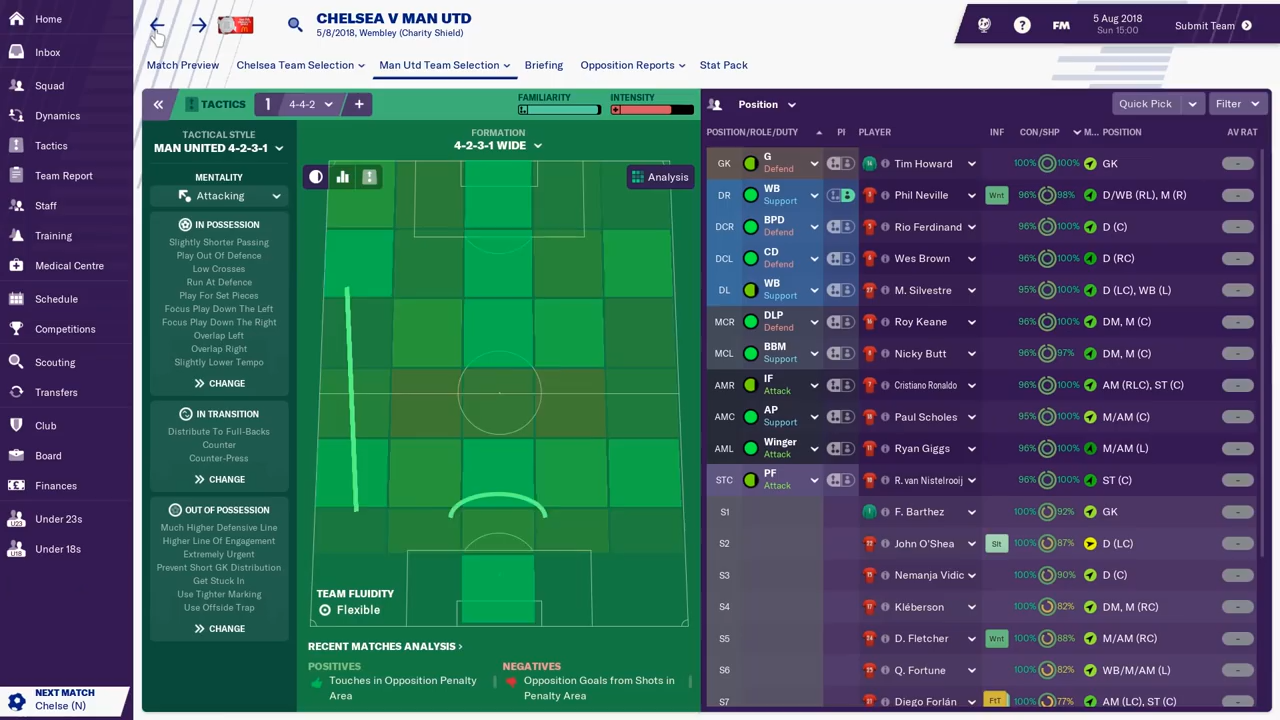 Home
Inbox
Squad
Dynamics
Tactics
Team Report
Staff
Training
Medical Centre
Schedule
Competitions
Scouting
Transfers
Club
Board
Finances
U23 Under 23s
U18 Under 18s
NEXT MATCH
Chelse (N)
CHELSEA V MAN UTD
5/8/2018, Wembley (Charity Shield)
? FM
5 Aug 2018
Sun 15:00
Submit Team
Match Preview Chelsea Team Selection Man Utd Team Selection Briefing Opposition Reports Stat Pack
TACTICS 1 4-4-2 +
FAMILIARITY INTENSITY
TACTICAL STYLE
MAN UNITED 4-2-3-1
MENTALITY
Attacking
IN POSSESSION
Slightly Shorter Passing
Play Out Of Defence
Low Crosses
Run At Defence
Play For Set Pieces
Focus Play Down The Left
Focus Play Down The Right
Overlap Left
Overlap Right
Slightly Lower Tempo
CHANGE
IN TRANSITION
Distribute To Full-Backs
Counter
Counter-Press
CHANGE
OUT OF POSSESSION
Much Higher Defensive Line
Higher Line Of Engagement
Extremely Urgent
Prevent Short GK Distribution
Get Stuck In
Use Tighter Marking
Use Offside Trap
CHANGE
FORMATION
4-2-3-1 WIDE
Analysis
TEAM FLUIDITY
Flexible
RECENT MATCHES ANALYSIS
POSITIVES
Touches in Opposition Penalty
Area
NEGATIVES
Opposition Goals from Shots in
Penalty Area
Position Quick Pick Filter
POSITION/ROLE/DUTY PI PLAYER INF CON/SHP M... POSITION AV RAT
GK G Defend Tim Howard 100% 100% GK -
DR WB Support Phil Neville Wnt 96% 98% D/WB (RL), M (R) -
DCR BPD Defend Rio Ferdinand 96% 100% D (C) -
DCL CD Defend Wes Brown 96% 100% D (RC) -
DL WB Support M. Silvestre 95% 100% D (LC), WB (L) -
MCR DLP Defend Roy Keane 96% 100% DM, M (C) -
MCL BBM Support Nicky Butt 96% 97% DM, M (C) -
AMR IF Attack Cristiano Ronaldo 96% 100% AM (RLC), ST (C) -
AMC AP Support Paul Scholes 95% 100% M/AM (C) -
AML Winger Attack Ryan Giggs 96% 100% M/AM (L) -
STC PF Attack R. van Nistelrooij 96% 100% ST (C) -
S1 F. Barthez 100% 92% GK -
S2 John O'Shea Slt 100% 87% D (LC) -
S3 Nemanja Vidic 100% 90% D (C) -
S4 Kléberson 100% 82% DM, M (RC) -
S5 D. Fletcher Wnt 100% 88% M/AM (RC) -
S6 Q. Fortune 100% 82% WB/M/AM (L) -
S7 Diego Forlán FtT 100% 77% AM (LC), ST (C) -